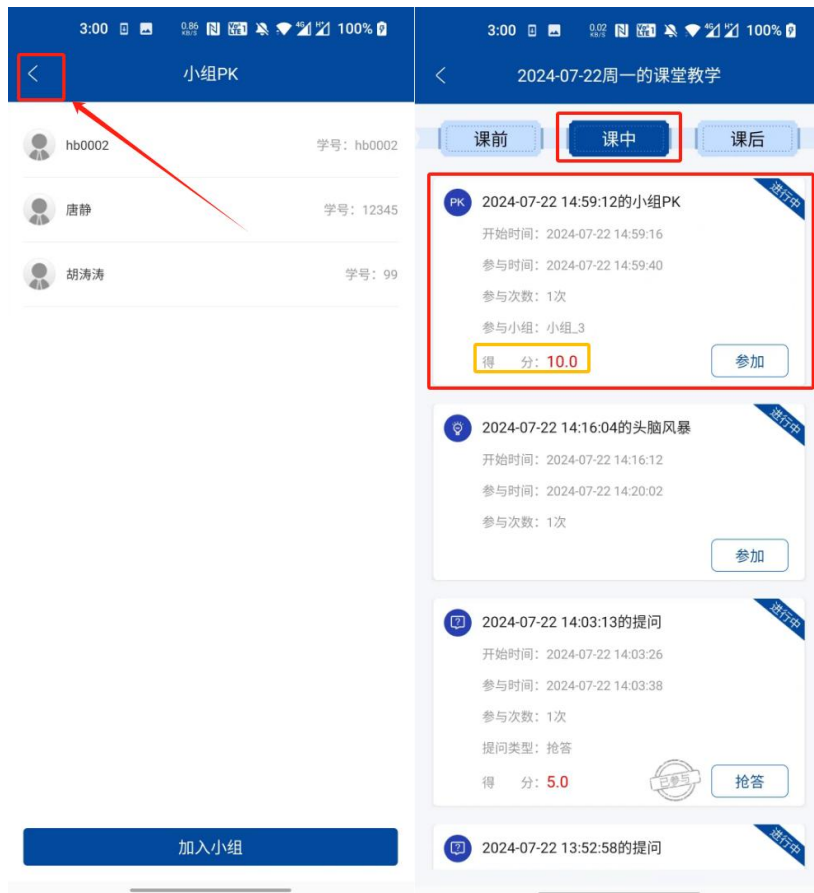 3:00 0.86 KB/S 4G 100%
小组PK
hb0002 学号：hb0002
唐静 学号：12345
胡涛涛 学号：99
加入小组
3:00 0.02 KB/S 4G 100%
2024-07-22周一的课堂教学
课前 课中 课后
PK 2024-07-22 14:59:12的小组PK 进行中
开始时间：2024-07-22 14:59:16
参与时间：2024-07-22 14:59:40
参与次数：1次
参与小组：小组_3
得 分：10.0 参加
2024-07-22 14:16:04的头脑风暴 进行中
开始时间：2024-07-22 14:16:12
参与时间：2024-07-22 14:20:02
参与次数：1次
参加
2024-07-22 14:03:13的提问 进行中
开始时间：2024-07-22 14:03:26
参与时间：2024-07-22 14:03:38
参与次数：1次
提问类型：抢答
得 分：5.0 已参与 抢答
2024-07-22 13:52:58的提问 进行中